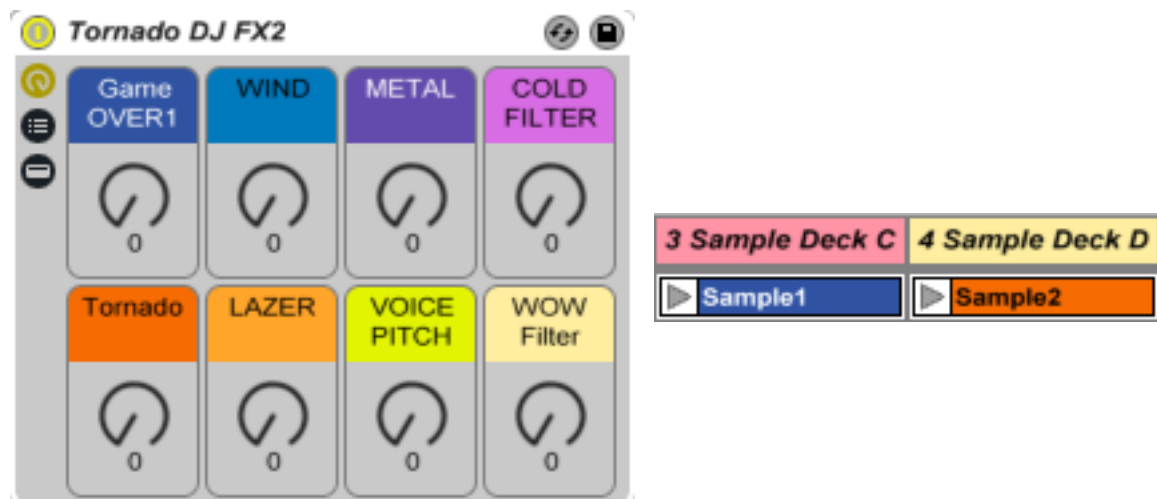 Tornado DJ FX2
Game
OVER1
WIND
METAL
COLD
FILTER
0
0
0
0
Tornado
LAZER
VOICE
PITCH
WOW
Filter
0
0
0
0
3 Sample Deck C
4 Sample Deck D
Sample1
Sample2